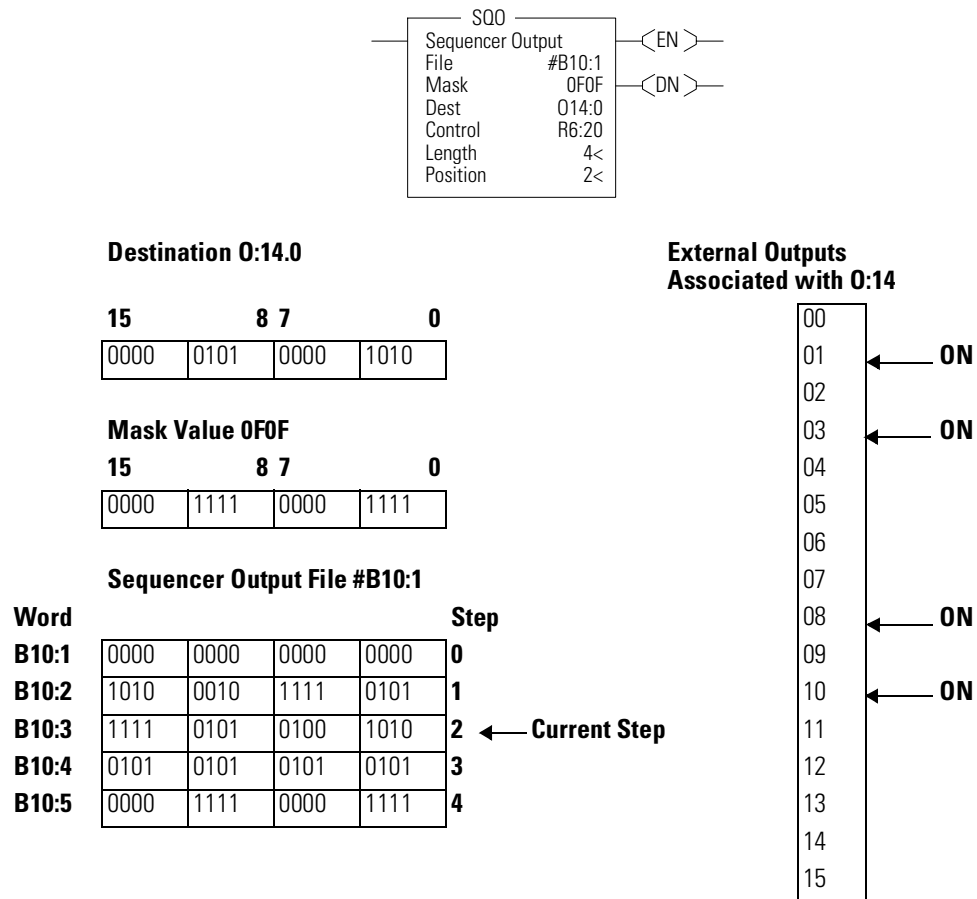 SQO
Sequencer Output
File #B10:1
Mask 0F0F
Dest O14:0
Control R6:20
Length 4<
Position 2<
EN
DN
Destination O:14.0
15 8 7 0
0000 0101 0000 1010
Mask Value 0F0F
15 8 7 0
0000 1111 0000 1111
Sequencer Output File #B10:1
Word Step
B10:1 0000 0000 0000 0000 0
B10:2 1010 0010 1111 0101 1
B10:3 1111 0101 0100 1010 2 Current Step
B10:4 0101 0101 0101 0101 3
B10:5 0000 1111 0000 1111 4
External Outputs
Associated with O:14
00
01 ON
02
03 ON
04
05
06
07
08 ON
09
10 ON
11
12
13
14
15